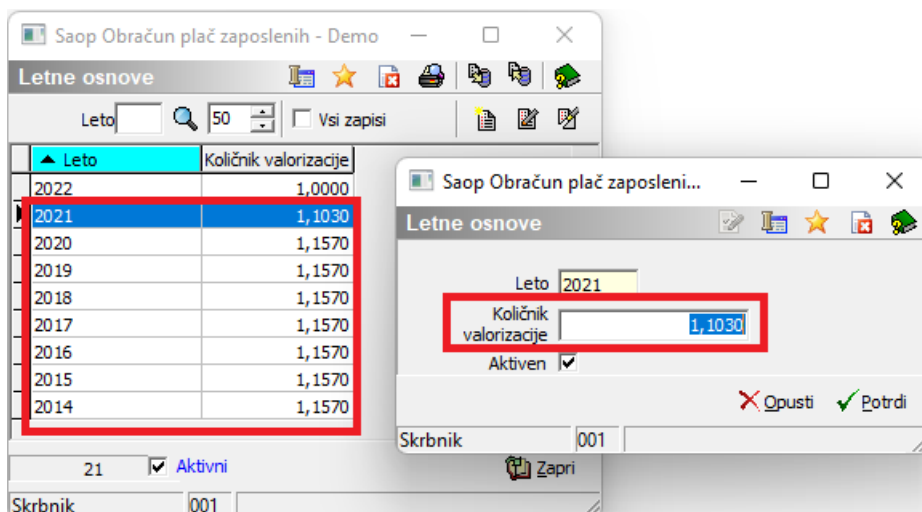 Saop Obračun plač zaposlenih - Demo
Letne osnove
Leto 50 Vsi zapisi
Leto Količnik valorizacije
2022 1,0000
2021 1,1030
2020 1,1570
2019 1,1570
2018 1,1570
2017 1,1570
2016 1,1570
2015 1,1570
2014 1,1570
21 Aktivni Zapri
Skrbnik 001
Saop Obračun plač zaposleni...
Letne osnove
Leto 2021
Količnik
valorizacije 1,1030
Aktiven
Opusti Potrdi
Skrbnik 001